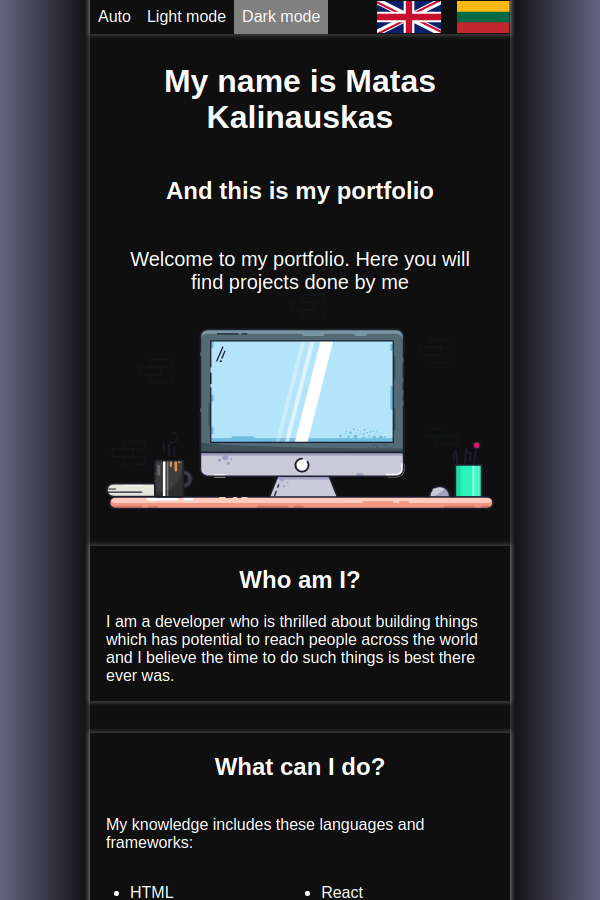 Auto Light mode Dark mode
My name is Matas
Kalinauskas
And this is my portfolio
Welcome to my portfolio. Here you will
find projects done by me
Who am I?
I am a developer who is thrilled about building things
which has potential to reach people across the world
and I believe the time to do such things is best there
ever was.
What can I do?
My knowledge includes these languages and
frameworks:
HTML React